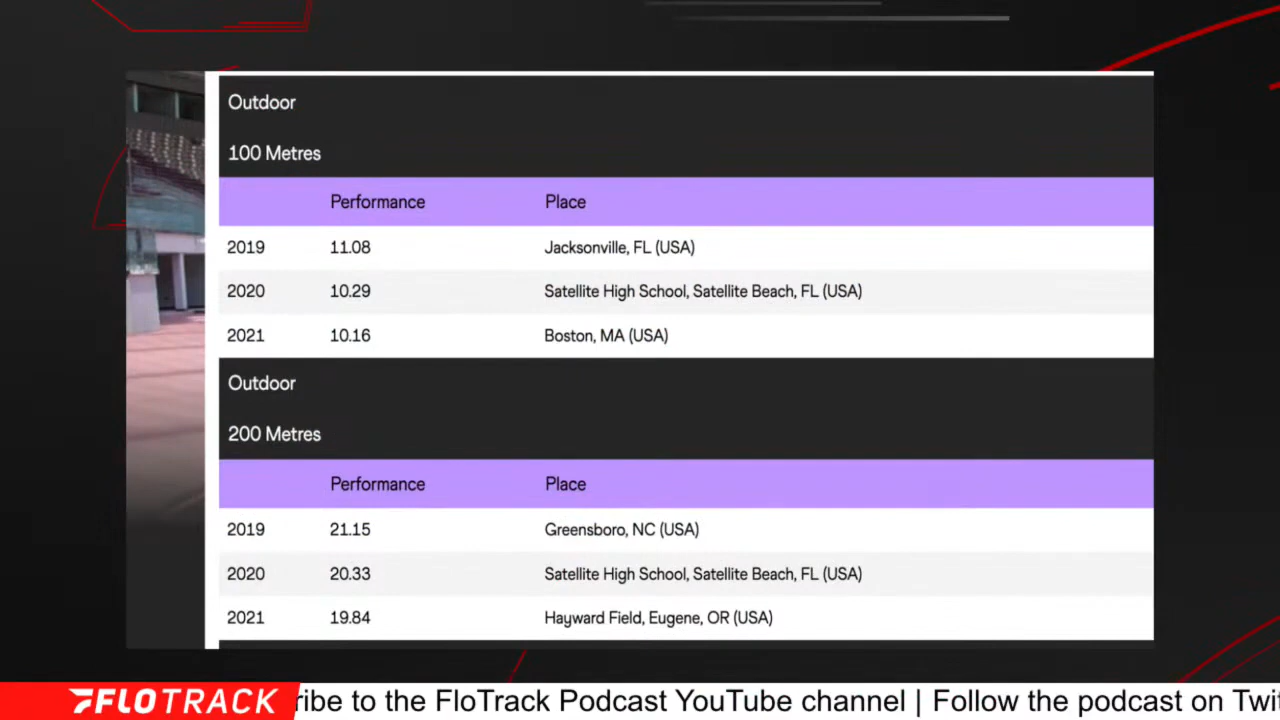 Outdoor
100 Metres
Performance Place
2019 11.08 Jacksonville, FL (USA)
2020 10.29 Satellite High School, Satellite Beach, FL (USA)
2021 10.16 Boston, MA (USA)
Outdoor
200 Metres
Performance Place
2019 21.15 Greensboro, NC (USA)
2020 20.33 Satellite High School, Satellite Beach, FL (USA)
2021 19.84 Hayward Field, Eugene, OR (USA)
FLOTRACK ribe to the FloTrack Podcast YouTube channel | Follow the podcast on Twit